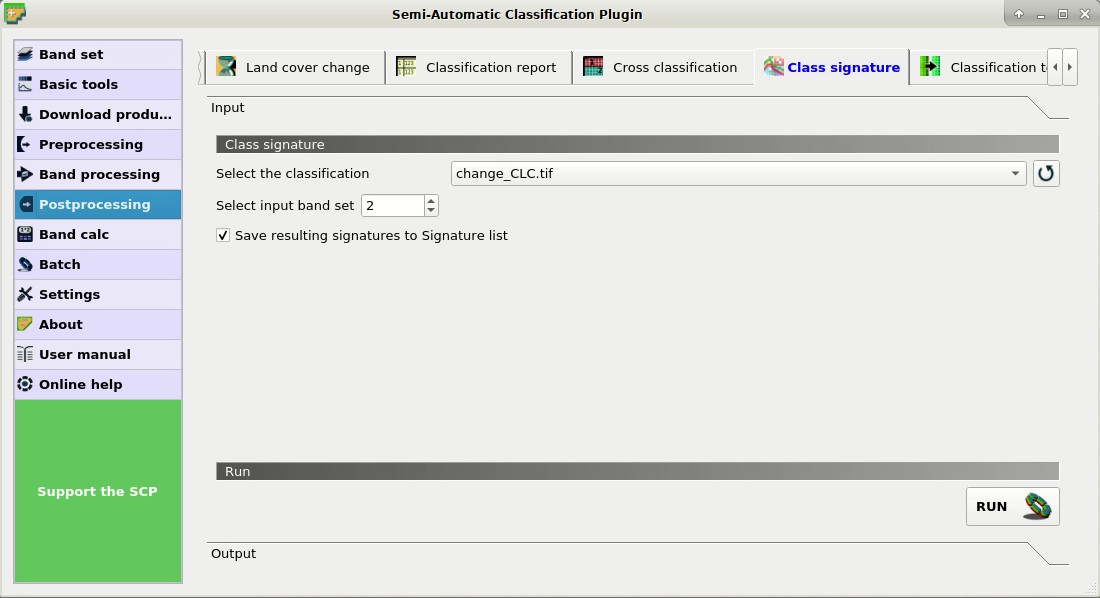 Semi-Automatic Classification Plugin
Band set
Basic tools
Download produ...
Preprocessing
Band processing
Postprocessing
Band calc
Batch
Settings
About
User manual
Online help
Support the SCP
Land cover change
Classification report
Cross classification
Class signature
Classification t
Input
Class signature
Select the classification change_CLC.tif
Select input band set 2
Save resulting signatures to Signature list
Run
RUN
Output